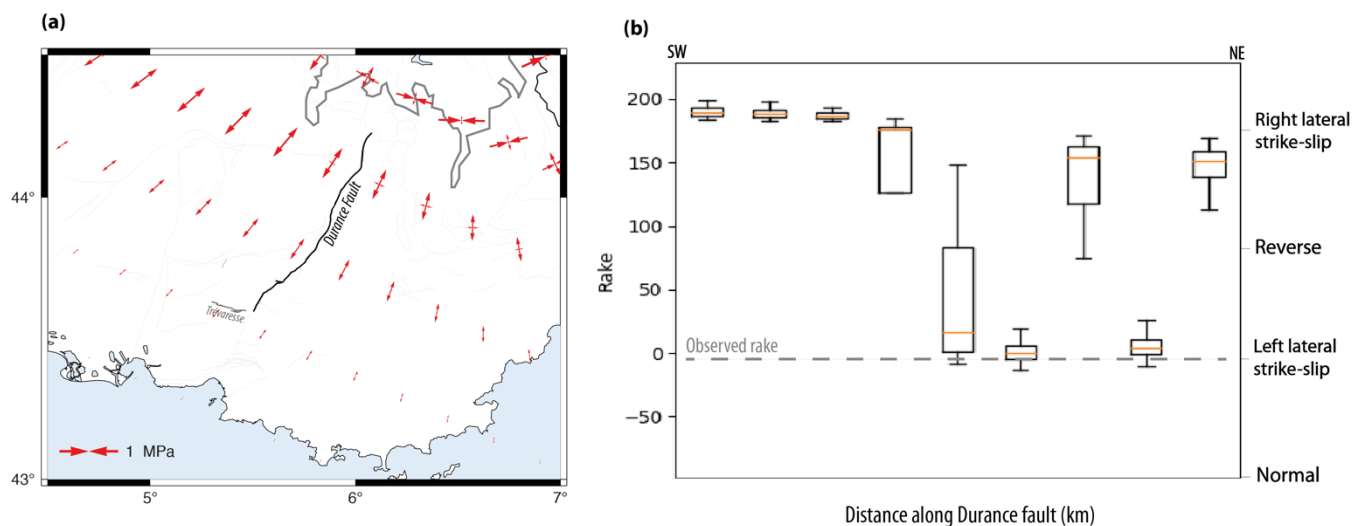 (a)
44°
43°
5°
6°
7°
Durance Fault
Trévaresse
1 MPa
(b)
SW
NE
200
150
100
50
0
−50
Rake
Observed rake
Right lateral
strike-slip
Reverse
Left lateral
strike-slip
Normal
Distance along Durance fault (km)